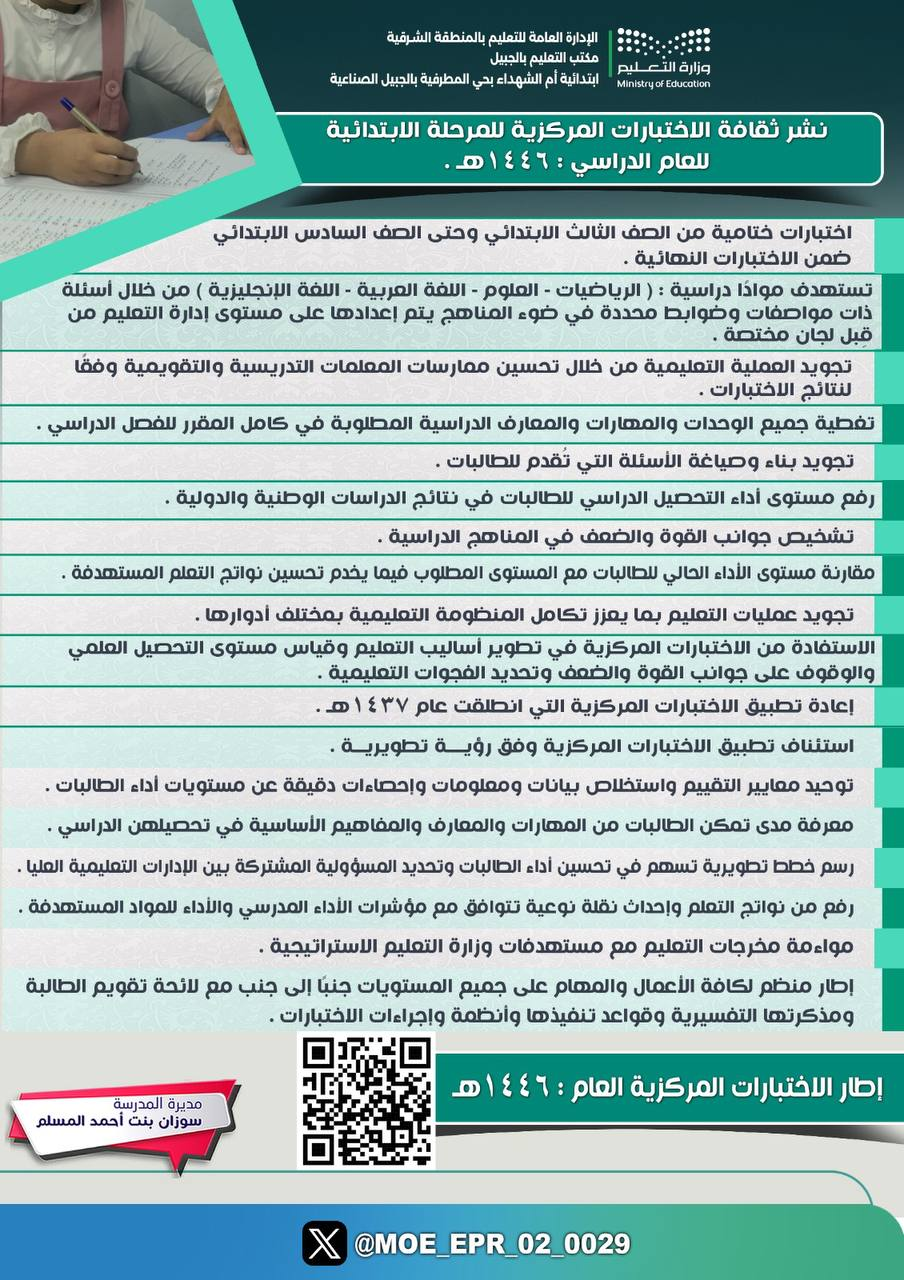 الإدارة العامة للتعليم بالمنطقة الشرقية
مكتب التعليم بالجبيل
ابتدائية أم الشهداء بحي المطرفية بالجبيل الصناعية
وزارة التعليم
Ministry of Education
نشر ثقافة الاختبارات المركزية للمرحلة الابتدائية
للعام الدراسي : ١٤٤٦هـ .
اختبارات ختامية من الصف الثالث الابتدائي وحتى الصف السادس الابتدائي
ضمن الاختبارات النهائية .
تستهدف موادًا دراسية : ( الرياضيات - العلوم - اللغة العربية - اللغة الإنجليزية ) من خلال أسئلة
ذات مواصفات وضوابط محددة في ضوء المناهج يتم إعدادها على مستوى إدارة التعليم من
قِبل لجان مختصة .
تجويد العملية التعليمية من خلال تحسين ممارسات المعلمات التدريسية والتقويمية وفقًا
لنتائج الاختبارات .
تغطية جميع الوحدات والمهارات والمعارف الدراسية المطلوبة في كامل المقرر للفصل الدراسي .
تجويد بناء وصياغة الأسئلة التي تُقدم للطالبات .
رفع مستوى أداء التحصيل الدراسي للطالبات في نتائج الدراسات الوطنية والدولية .
تشخيص جوانب القوة والضعف في المناهج الدراسية .
مقارنة مستوى الأداء الحالي للطالبات مع المستوى المطلوب فيما يخدم تحسين نواتج التعلم المستهدفة .
تجويد عمليات التعليم بما يعزز تكامل المنظومة التعليمية بمختلف أدوارها .
الاستفادة من الاختبارات المركزية في تطوير أساليب التعليم وقياس مستوى التحصيل العلمي
والوقوف على جوانب القوة والضعف وتحديد الفجوات التعليمية .
إعادة تطبيق الاختبارات المركزية التي انطلقت عام ١٤٣٧هـ .
استئناف تطبيق الاختبارات المركزية وفق رؤيـــة تطويريــة .
توحيد معايير التقييم واستخلاص بيانات ومعلومات وإحصاءات دقيقة عن مستويات أداء الطالبات .
معرفة مدى تمكن الطالبات من المهارات والمعارف والمفاهيم الأساسية في تحصيلهن الدراسي .
رسم خطط تطويرية تسهم في تحسين أداء الطالبات وتحديد المسؤولية المشتركة بين الإدارات التعليمية العليا .
رفع من نواتج التعلم وإحداث نقلة نوعية تتوافق مع مؤشرات الأداء المدرسي والأداء للمواد المستهدفة .
مواءمة مخرجات التعليم مع مستهدفات وزارة التعليم الاستراتيجية .
إطار منظم لكافة الأعمال والمهام على جميع المستويات جنبًا إلى جنب مع لائحة تقويم الطالبة
ومذكرتها التفسيرية وقواعد تنفيذها وأنظمة وإجراءات الاختبارات .
إطار الاختبارات المركزية العام : ١٤٤٦هـ
مديرة المدرسة
سوزان بنت أحمد المسلم
@MOE_EPR_02_0029